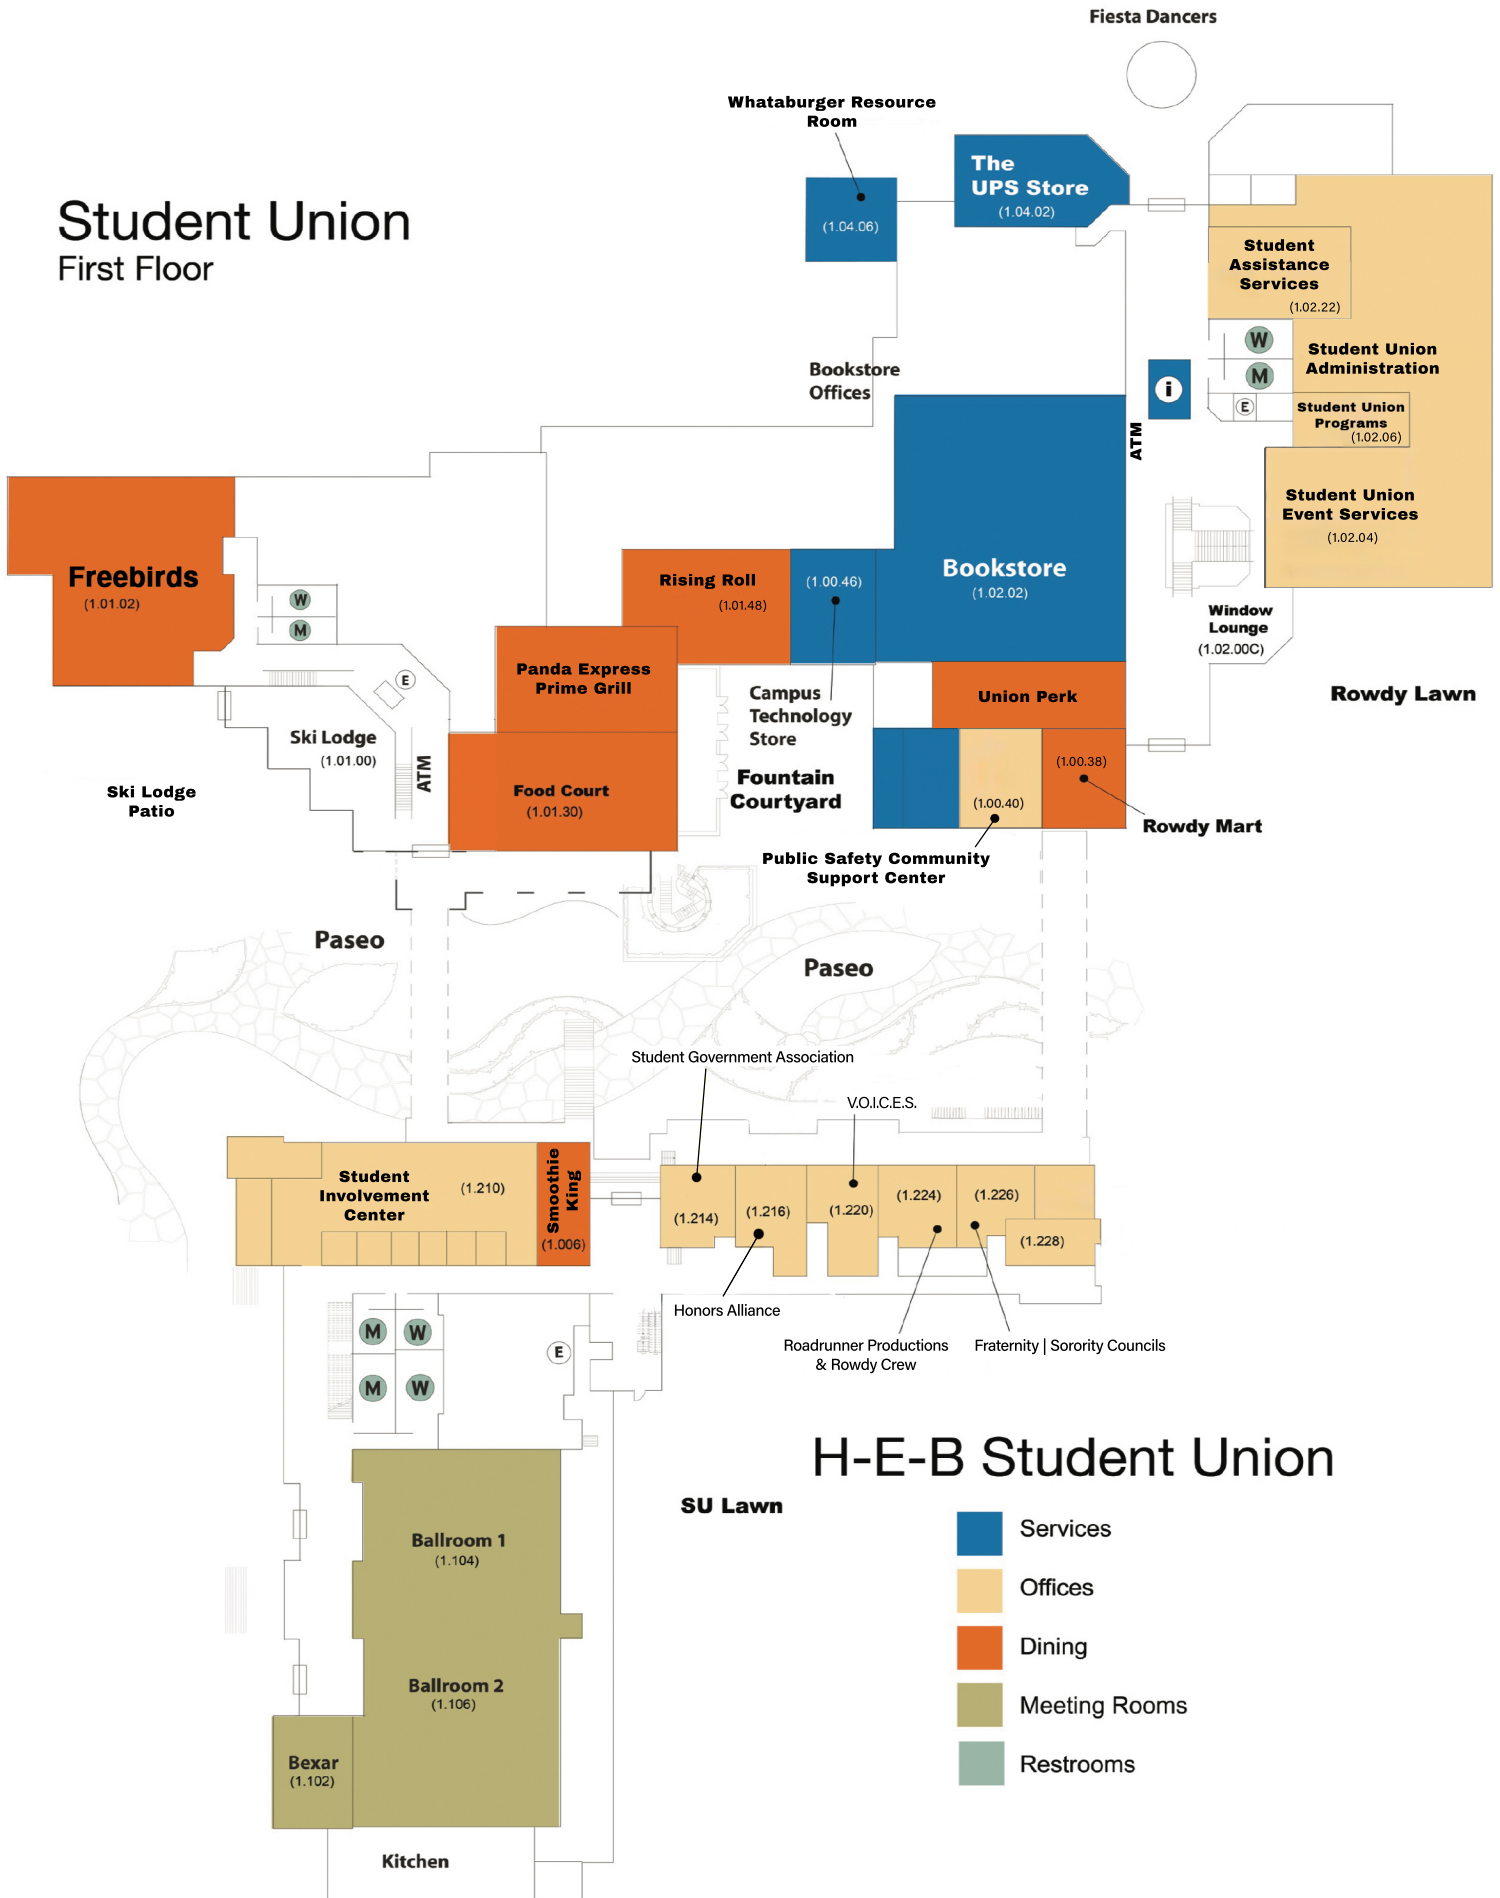 Fiesta Dancers
Whataburger Resource
Room
(1.04.06)
The
UPS Store
(1.04.02)
Student Union
First Floor
Student
Assistance
Services
(1.02.22)
W
M
E
Student Union
Administration
Student Union
Programs
(1.02.06)
Student Union
Event Services
(1.02.04)
i
ATM
Bookstore
Offices
Bookstore
(1.02.02)
Freebirds
(1.01.02)
W
M
E
Rising Roll
(1.01.48)
(1.00.46)
Campus
Technology
Store
Panda Express
Prime Grill
Window
Lounge
(1.02.00C)
Rowdy Lawn
Union Perk
Ski Lodge
(1.01.00)
ATM
Ski Lodge
Patio
Food Court
(1.01.30)
Fountain
Courtyard
(1.00.38)
(1.00.40)
Rowdy Mart
Public Safety Community
Support Center
Paseo
Paseo
Student Government Association
V.O.I.C.E.S.
Student
Involvement
Center
(1.210)
Smoothie
King
(1.006)
(1.214)
(1.216)
(1.220)
(1.224)
(1.226)
(1.228)
Honors Alliance
Roadrunner Productions
& Rowdy Crew
Fraternity | Sorority Councils
M
W
E
M
W
SU Lawn
Ballroom 1
(1.104)
Ballroom 2
(1.106)
Bexar
(1.102)
Kitchen
H-E-B Student Union
Services
Offices
Dining
Meeting Rooms
Restrooms